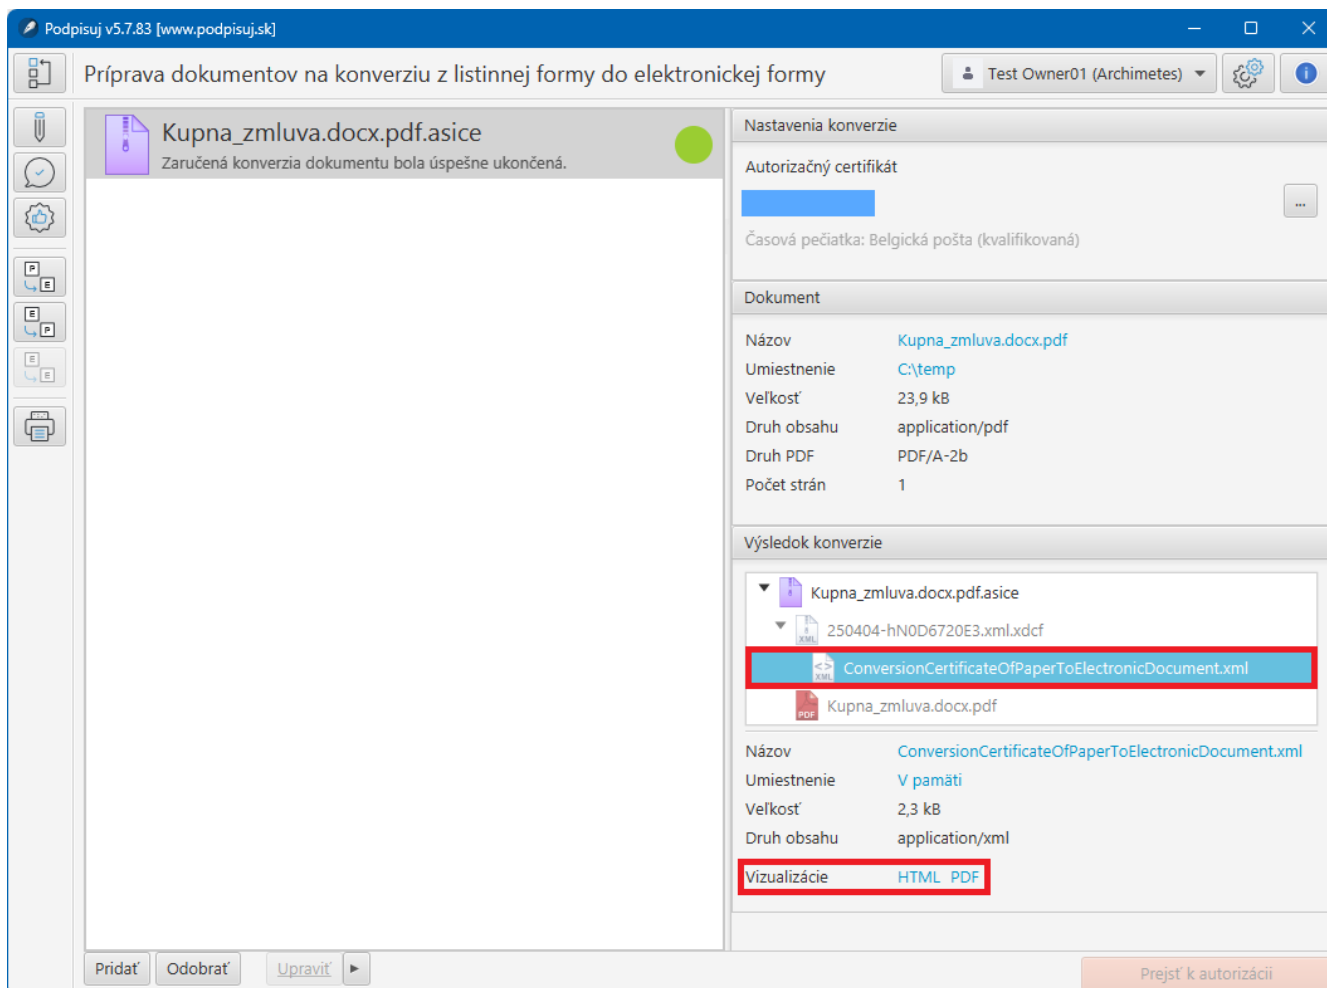 Podpisuj v5.7.83 [www.podpisuj.sk]
Príprava dokumentov na konverziu z listinnej formy do elektronickej formy
Test Owner01 (Archimetes)
Kupna_zmluva.docx.pdf.asice
Zaručená konverzia dokumentu bola úspešne ukončená.
Nastavenia konverzie
Autorizačný certifikát
...
Časová pečiatka: Belgická pošta (kvalifikovaná)
Dokument
Názov Kupna_zmluva.docx.pdf
Umiestnenie C:\temp
Veľkosť 23,9 kB
Druh obsahu application/pdf
Druh PDF PDF/A-2b
Počet strán 1
Výsledok konverzie
Kupna_zmluva.docx.pdf.asice
XML 250404-hN0D6720E3.xml.xdcf
XML ConversionCertificateOfPaperToElectronicDocument.xml
PDF Kupna_zmluva.docx.pdf
Názov ConversionCertificateOfPaperToElectronicDocument.xml
Umiestnenie V pamäti
Veľkosť 2,3 kB
Druh obsahu application/xml
Vizualizácie HTML PDF
P
E
E
P
E
E
Pridať Odobrať Upraviť
Prejsť k autorizácii